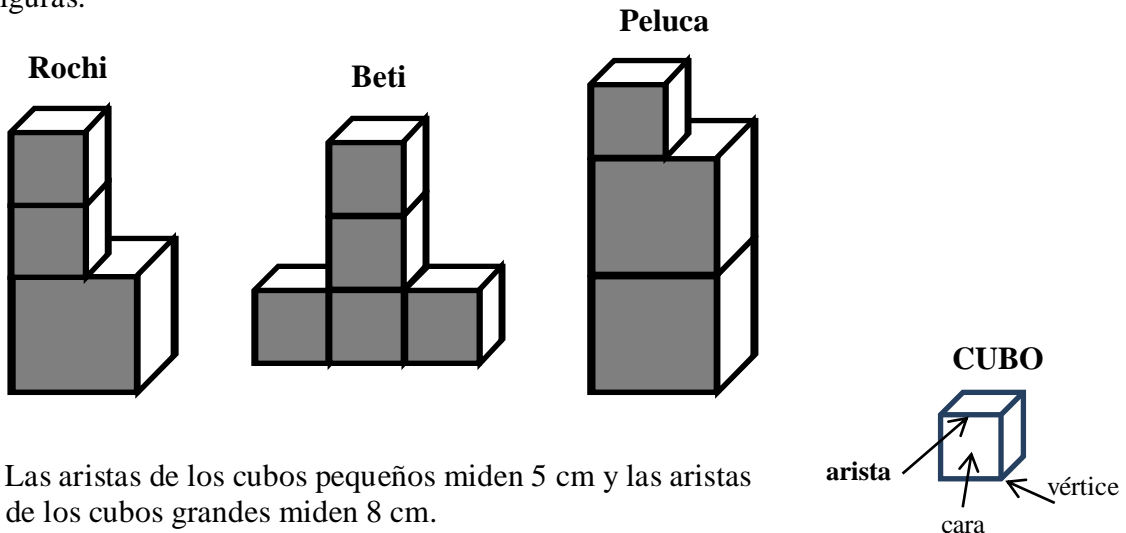 Peluca
Rochi
Beti
CUBO
arista
vértice
cara
Las aristas de los cubos pequeños miden 5 cm y las aristas
de los cubos grandes miden 8 cm.